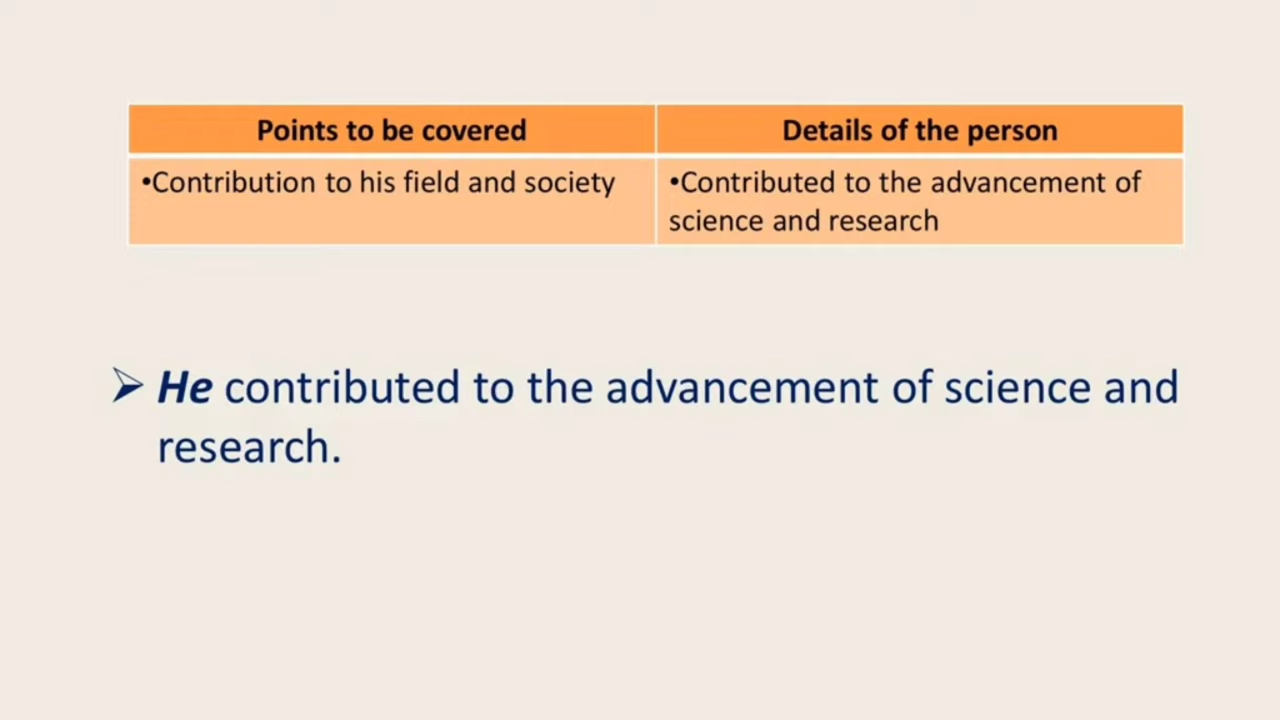 Points to be covered
Details of the person
•Contribution to his field and society
•Contributed to the advancement of
science and research
➢ He contributed to the advancement of science and
research.